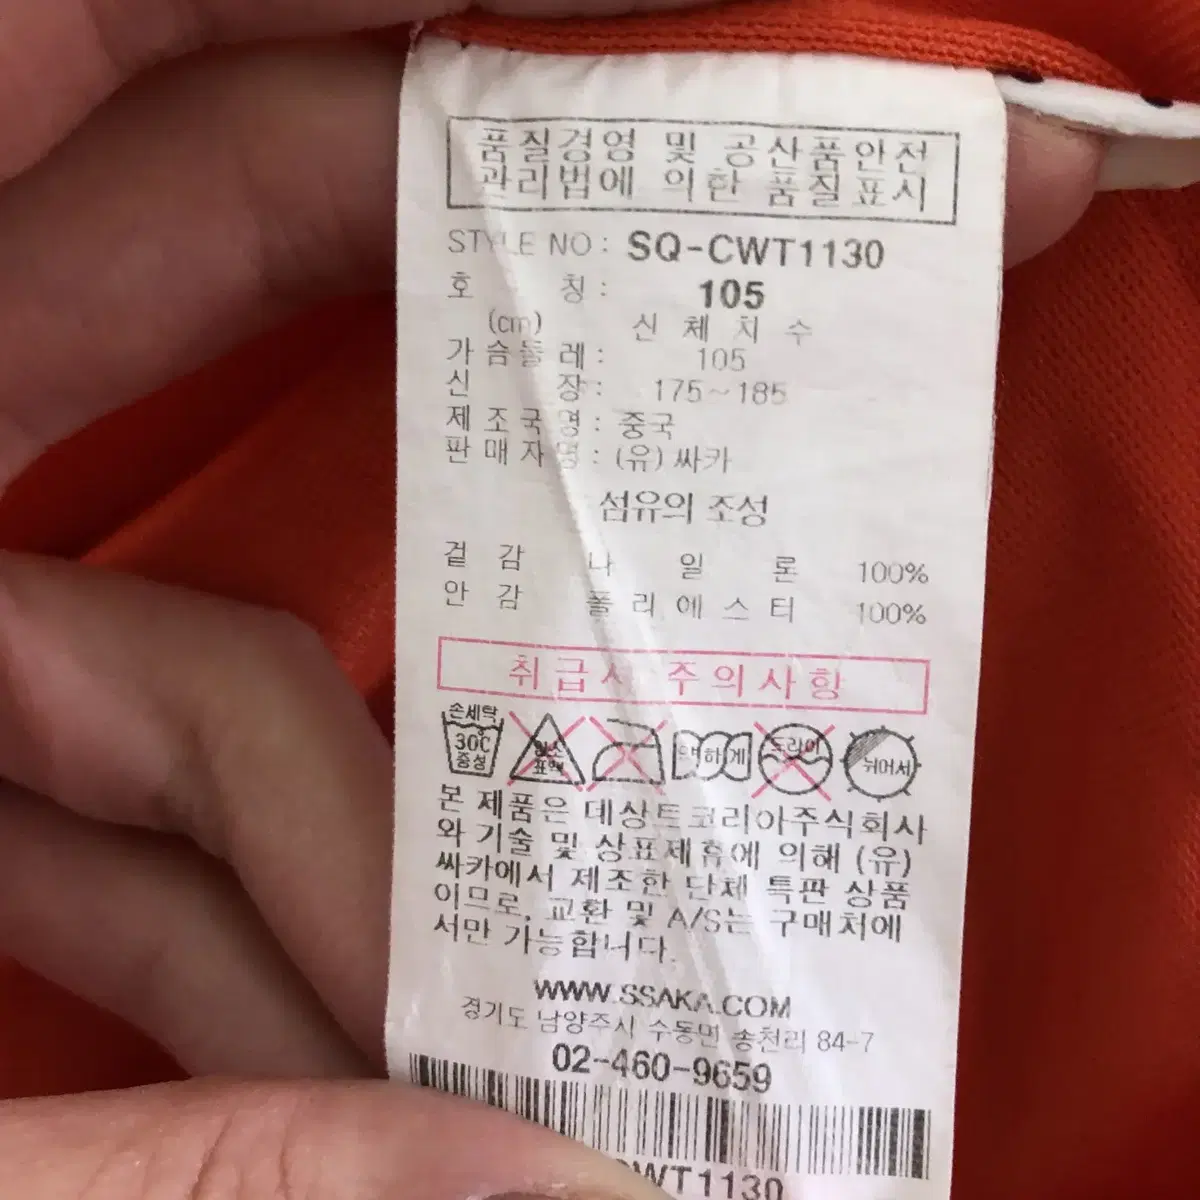 품질경영 및 공산품안전
관리법에 의한 품질표시
STYLE NO : SQ-CWT1130
호 칭 : 105
(cm) 신 체 치 수
가 슴 둘 레 : 105
신 장 : 175~185
제 조 국 명 : 중국
판 매 자 명 : (유) 싸카
섬유의 조성
겉 감 나 일 론 100%
안 감 폴 리 에 스 터 100%
취 급 시 주 의 사 항
손세탁
30℃
중성
염소
표백
약하게
드라이
뉘어서
본 제품은 대상트코리아주식회사
와 기술 및 상표제휴에 의해 (유)
싸카에서 제조한 단체 특판 상품
이므로, 교환 및 A/S는 구매처에
서만 가능합니다.
WWW.SSAKA.COM
경기도 남양주시 수동면 송천리 84-7
02-460-9659
CWT1130